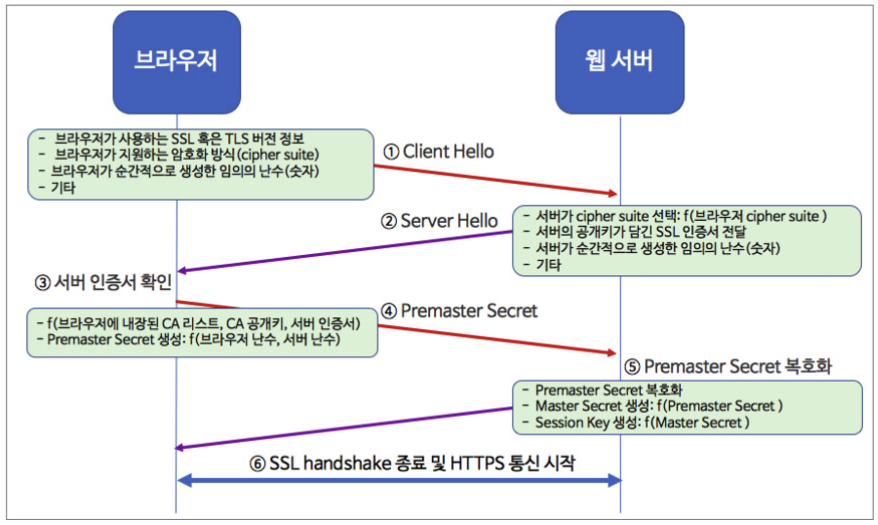 브라우저
웹 서버
- 브라우저가 사용하는 SSL 혹은 TLS 버전 정보
- 브라우저가 지원하는 암호화 방식(cipher suite)
- 브라우저가 순간적으로 생성한 임의의 난수(숫자)
- 기타
① Client Hello
② Server Hello
- 서버가 cipher suite 선택: f(브라우저 cipher suite )
- 서버의 공개키가 담긴 SSL 인증서 전달
- 서버가 순간적으로 생성한 임의의 난수(숫자)
- 기타
③ 서버 인증서 확인
- f(브라우저에 내장된 CA 리스트, CA 공개키, 서버 인증서)
- Premaster Secret 생성: f(브라우저 난수, 서버 난수)
④ Premaster Secret
⑤ Premaster Secret 복호화
- Premaster Secret 복호화
- Master Secret 생성: f(Premaster Secret )
- Session Key 생성: f(Master Secret )
⑥ SSL handshake 종료 및 HTTPS 통신 시작